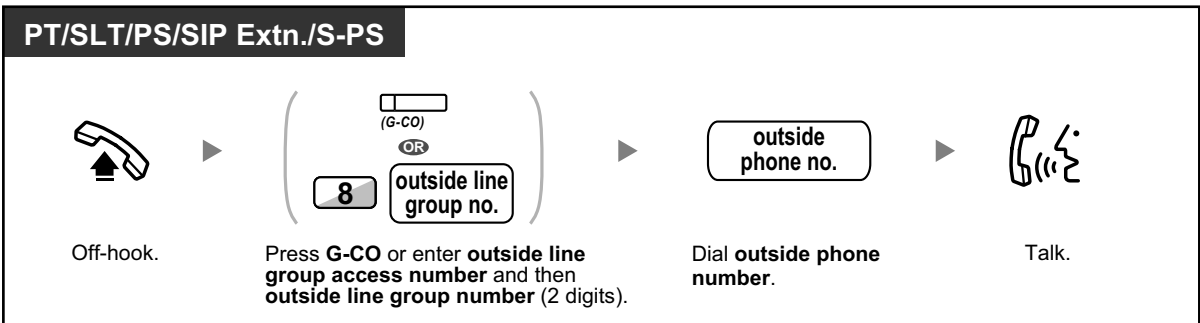 PT/SLT/PS/SIP Extn./S-PS
(G-CO)
OR
8
outside line
group no.
outside
phone no.
Off-hook.
Press G-CO or enter outside line
group access number and then
outside line group number (2 digits).
Dial outside phone
number.
Talk.